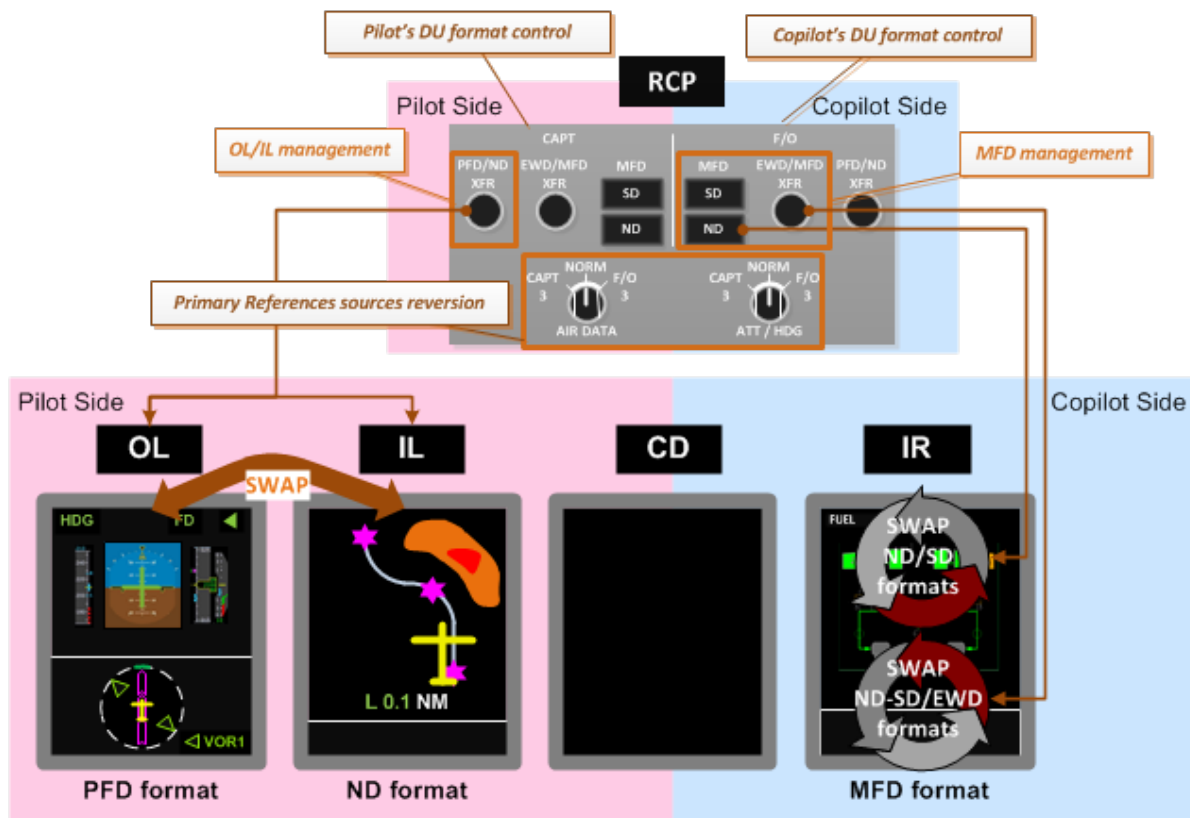 Pilot's DU format control
Copilot's DU format control
RCP
Pilot Side
Copilot Side
CAPT
F/O
OL/IL management
MFD management
PFD/ND
XFR
EWD/MFD
XFR
MFD
SD
ND
MFD
SD
ND
EWD/MFD
XFR
PFD/ND
XFR
Primary References sources reversion
NORM
CAPT
3
F/O
3
AIR DATA
NORM
CAPT
3
F/O
3
ATT / HDG
Pilot Side
Copilot Side
OL
IL
CD
IR
SWAP
HDG
FD
VOR1
L 0.1 NM
FUEL
SWAP
ND/SD
formats
SWAP
ND-SD/EWD
formats
PFD format
ND format
MFD format